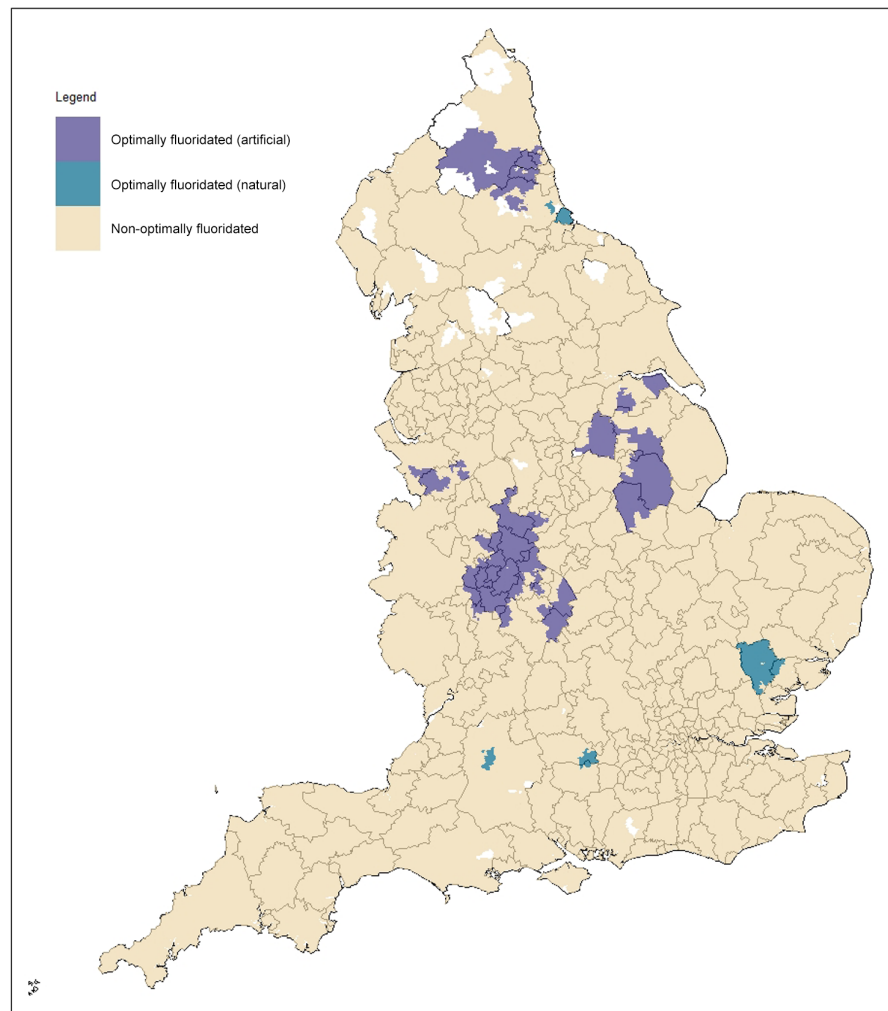 Legend
Optimally fluoridated (artificial)
Optimally fluoridated (natural)
Non-optimally fluoridated